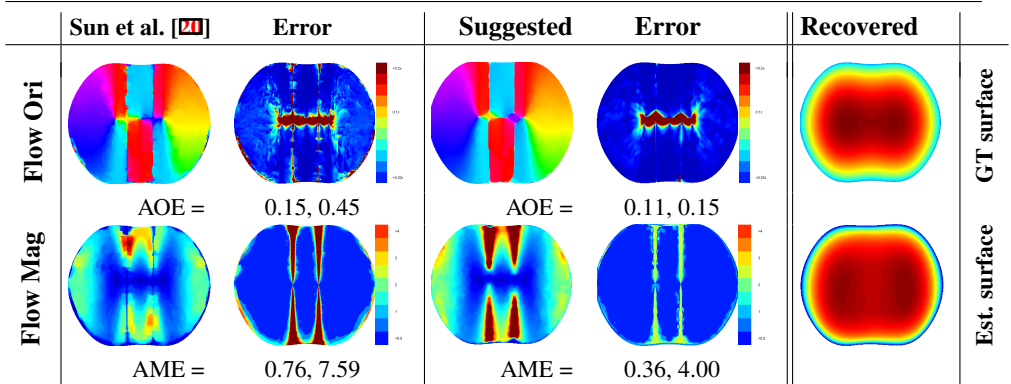 Sun et al. [20] Error Suggested Error Recovered
Flow Ori
GT surface
AOE = 0.15, 0.45 AOE = 0.11, 0.15
Flow Mag
Est. surface
AME = 0.76, 7.59 AME = 0.36, 4.00